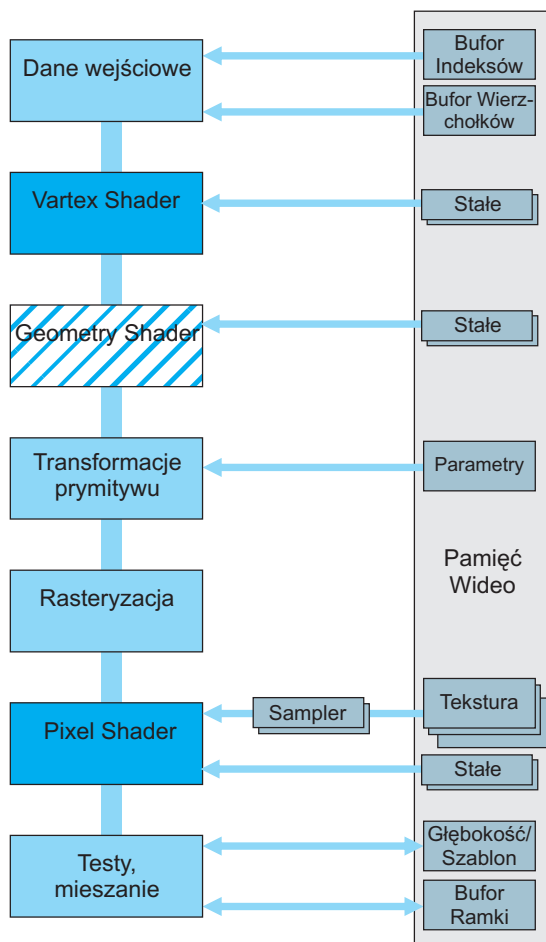 Dane wejściowe
Bufor
Indeksów
Bufor Wierz-
chołków
Vartex Shader
Stałe
Geometry Shader
Stałe
Transformacje
prymitywu
Parametry
Pamięć
Wideo
Rasteryzacja
Pixel Shader
Sampler
Tekstura
Stałe
Testy,
mieszanie
Głębokość/
Szablon
Bufor
Ramki